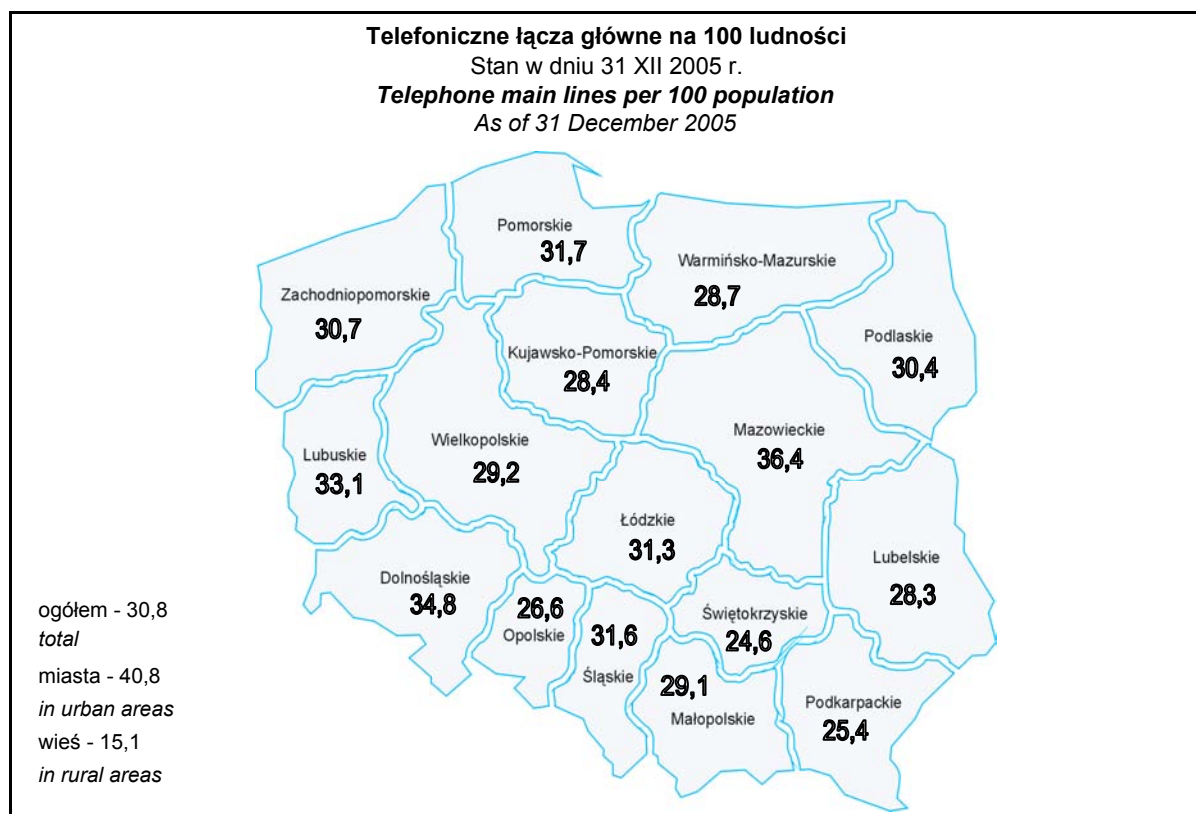 Telefoniczne łącza główne na 100 ludności
Stan w dniu 31 XII 2005 r.
Telephone main lines per 100 population
As of 31 December 2005
Pomorskie
31,7
Warmińsko-Mazurskie
28,7
Zachodniopomorskie
30,7
Podlaskie
30,4
Kujawsko-Pomorskie
28,4
Mazowieckie
36,4
Wielkopolskie
29,2
Lubuskie
33,1
Łódzkie
31,3
Lubelskie
28,3
Dolnośląskie
34,8
26,6
Opolskie
31,6
Śląskie
Świętokrzyskie
24,6
29,1
Małopolskie
Podkarpackie
25,4
ogółem - 30,8
total
miasta - 40,8
in urban areas
wieś - 15,1
in rural areas